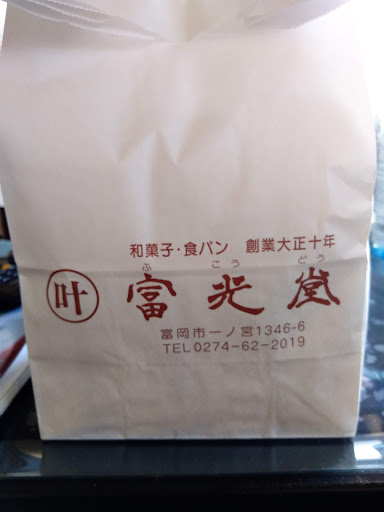 和菓子・食パン 創業大正十年
ふ こう どう
叶 富光堂
富岡市一ノ宮1346-6
TEL 0274-62-2019